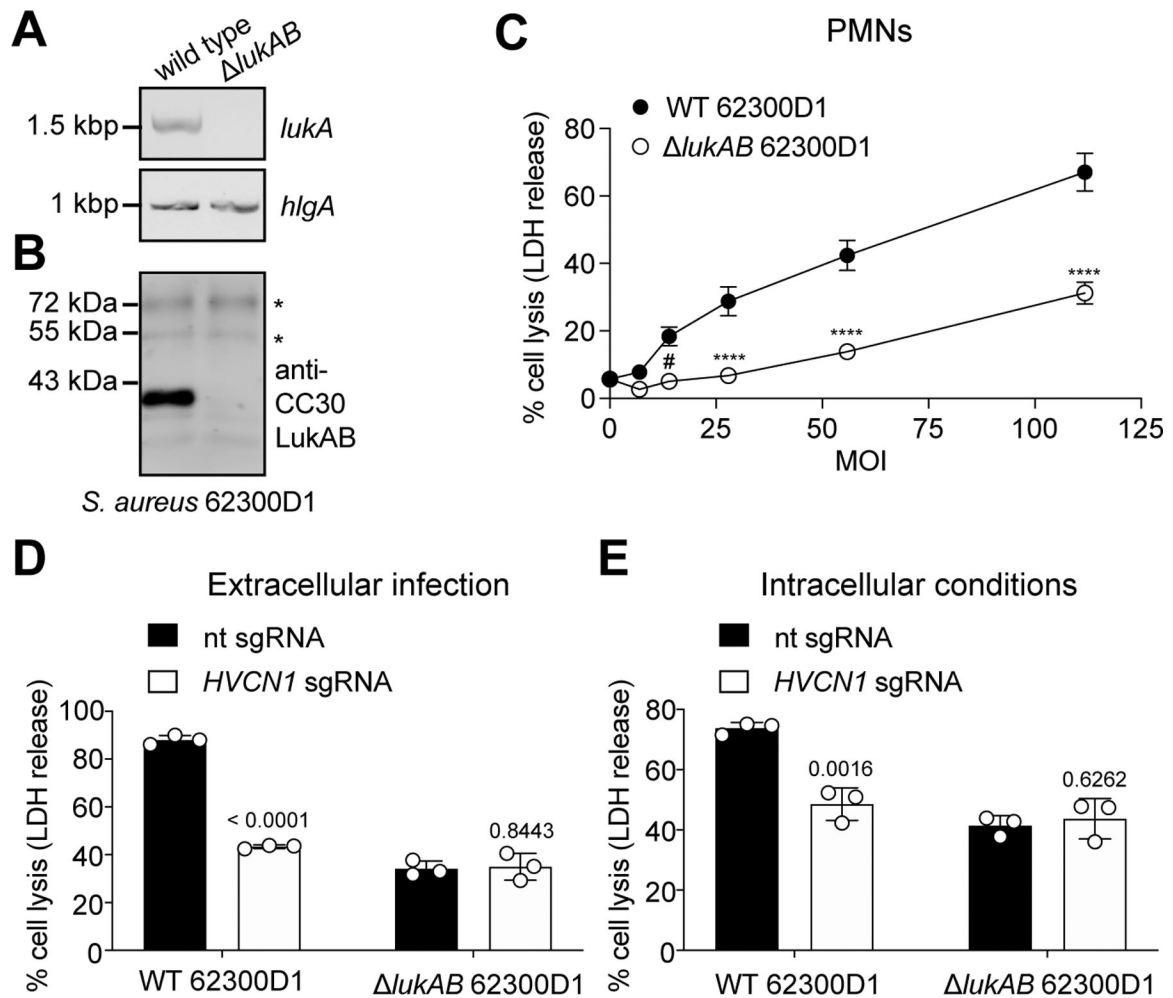 A
wild type
ΔlukAB
1.5 kbp
lukA
1 kbp
hlgA
B
72 kDa
*
55 kDa
*
43 kDa
anti-
CC30
LukAB
S. aureus 62300D1
C
PMNs
WT 62300D1
ΔlukAB 62300D1
% cell lysis (LDH release)
80
60
40
20
0
#
****
****
****
0
25
50
75
100
125
MOI
D
Extracellular infection
nt sgRNA
HVCN1 sgRNA
% cell lysis (LDH release)
100
80
60
40
20
0
< 0.0001
0.8443
WT 62300D1
ΔlukAB 62300D1
E
Intracellular conditions
nt sgRNA
HVCN1 sgRNA
% cell lysis (LDH release)
80
60
40
20
0
0.0016
0.6262
WT 62300D1
ΔlukAB 62300D1